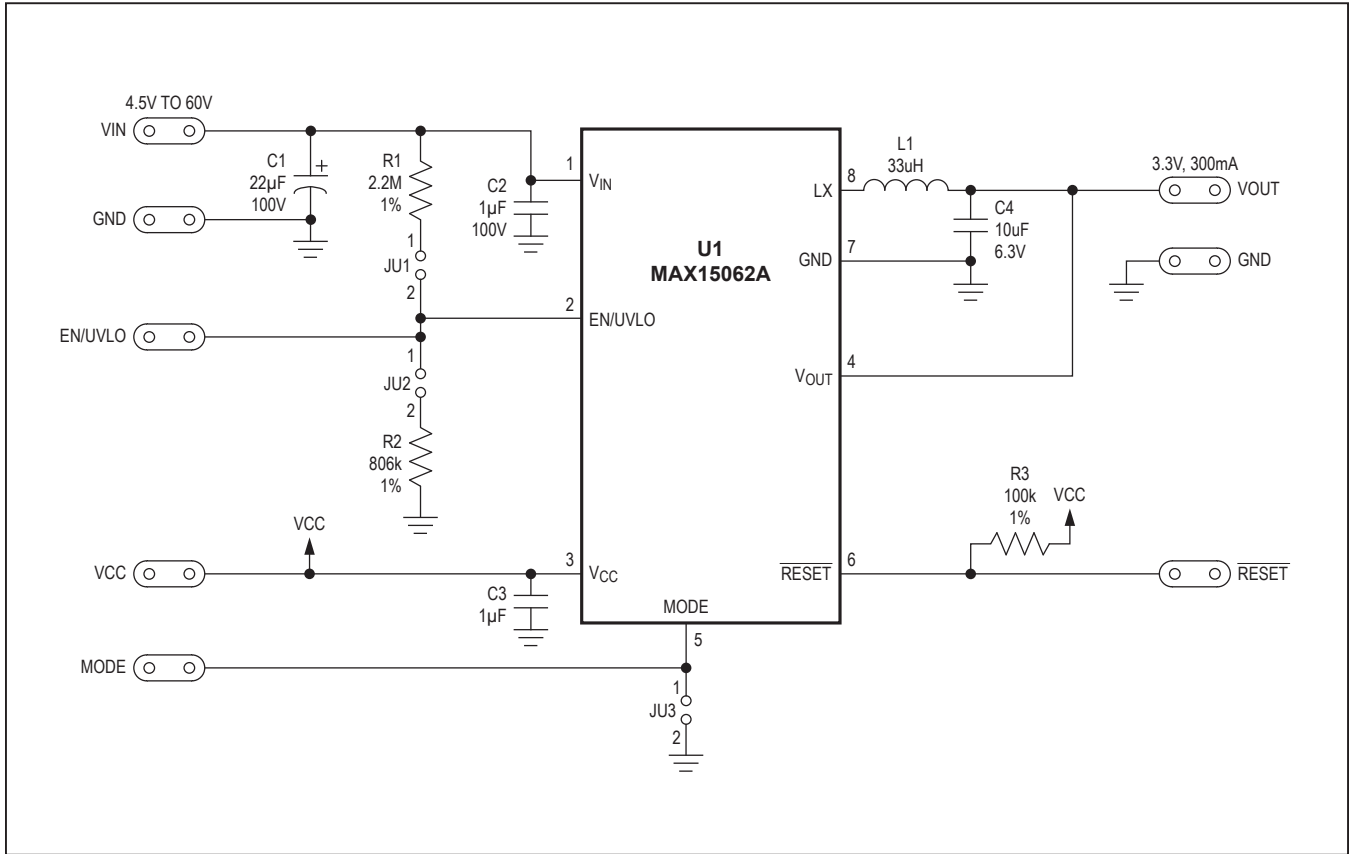 4.5V TO 60V
VIN
C1
22µF
100V
+
R1
2.2M
1%
C2
1µF
100V
1
VIN
GND
1
JU1
2
2
EN/UVLO
EN/UVLO
1
JU2
2
R2
806k
1%
VCC
VCC
3
VCC
C3
1µF
MODE
MODE
5
1
JU3
2
U1
MAX15062A
LX
8
L1
33uH
3.3V, 300mA
VOUT
C4
10uF
6.3V
GND
7
GND
VOUT
4
R3
100k
1%
VCC
RESET
6
RESET